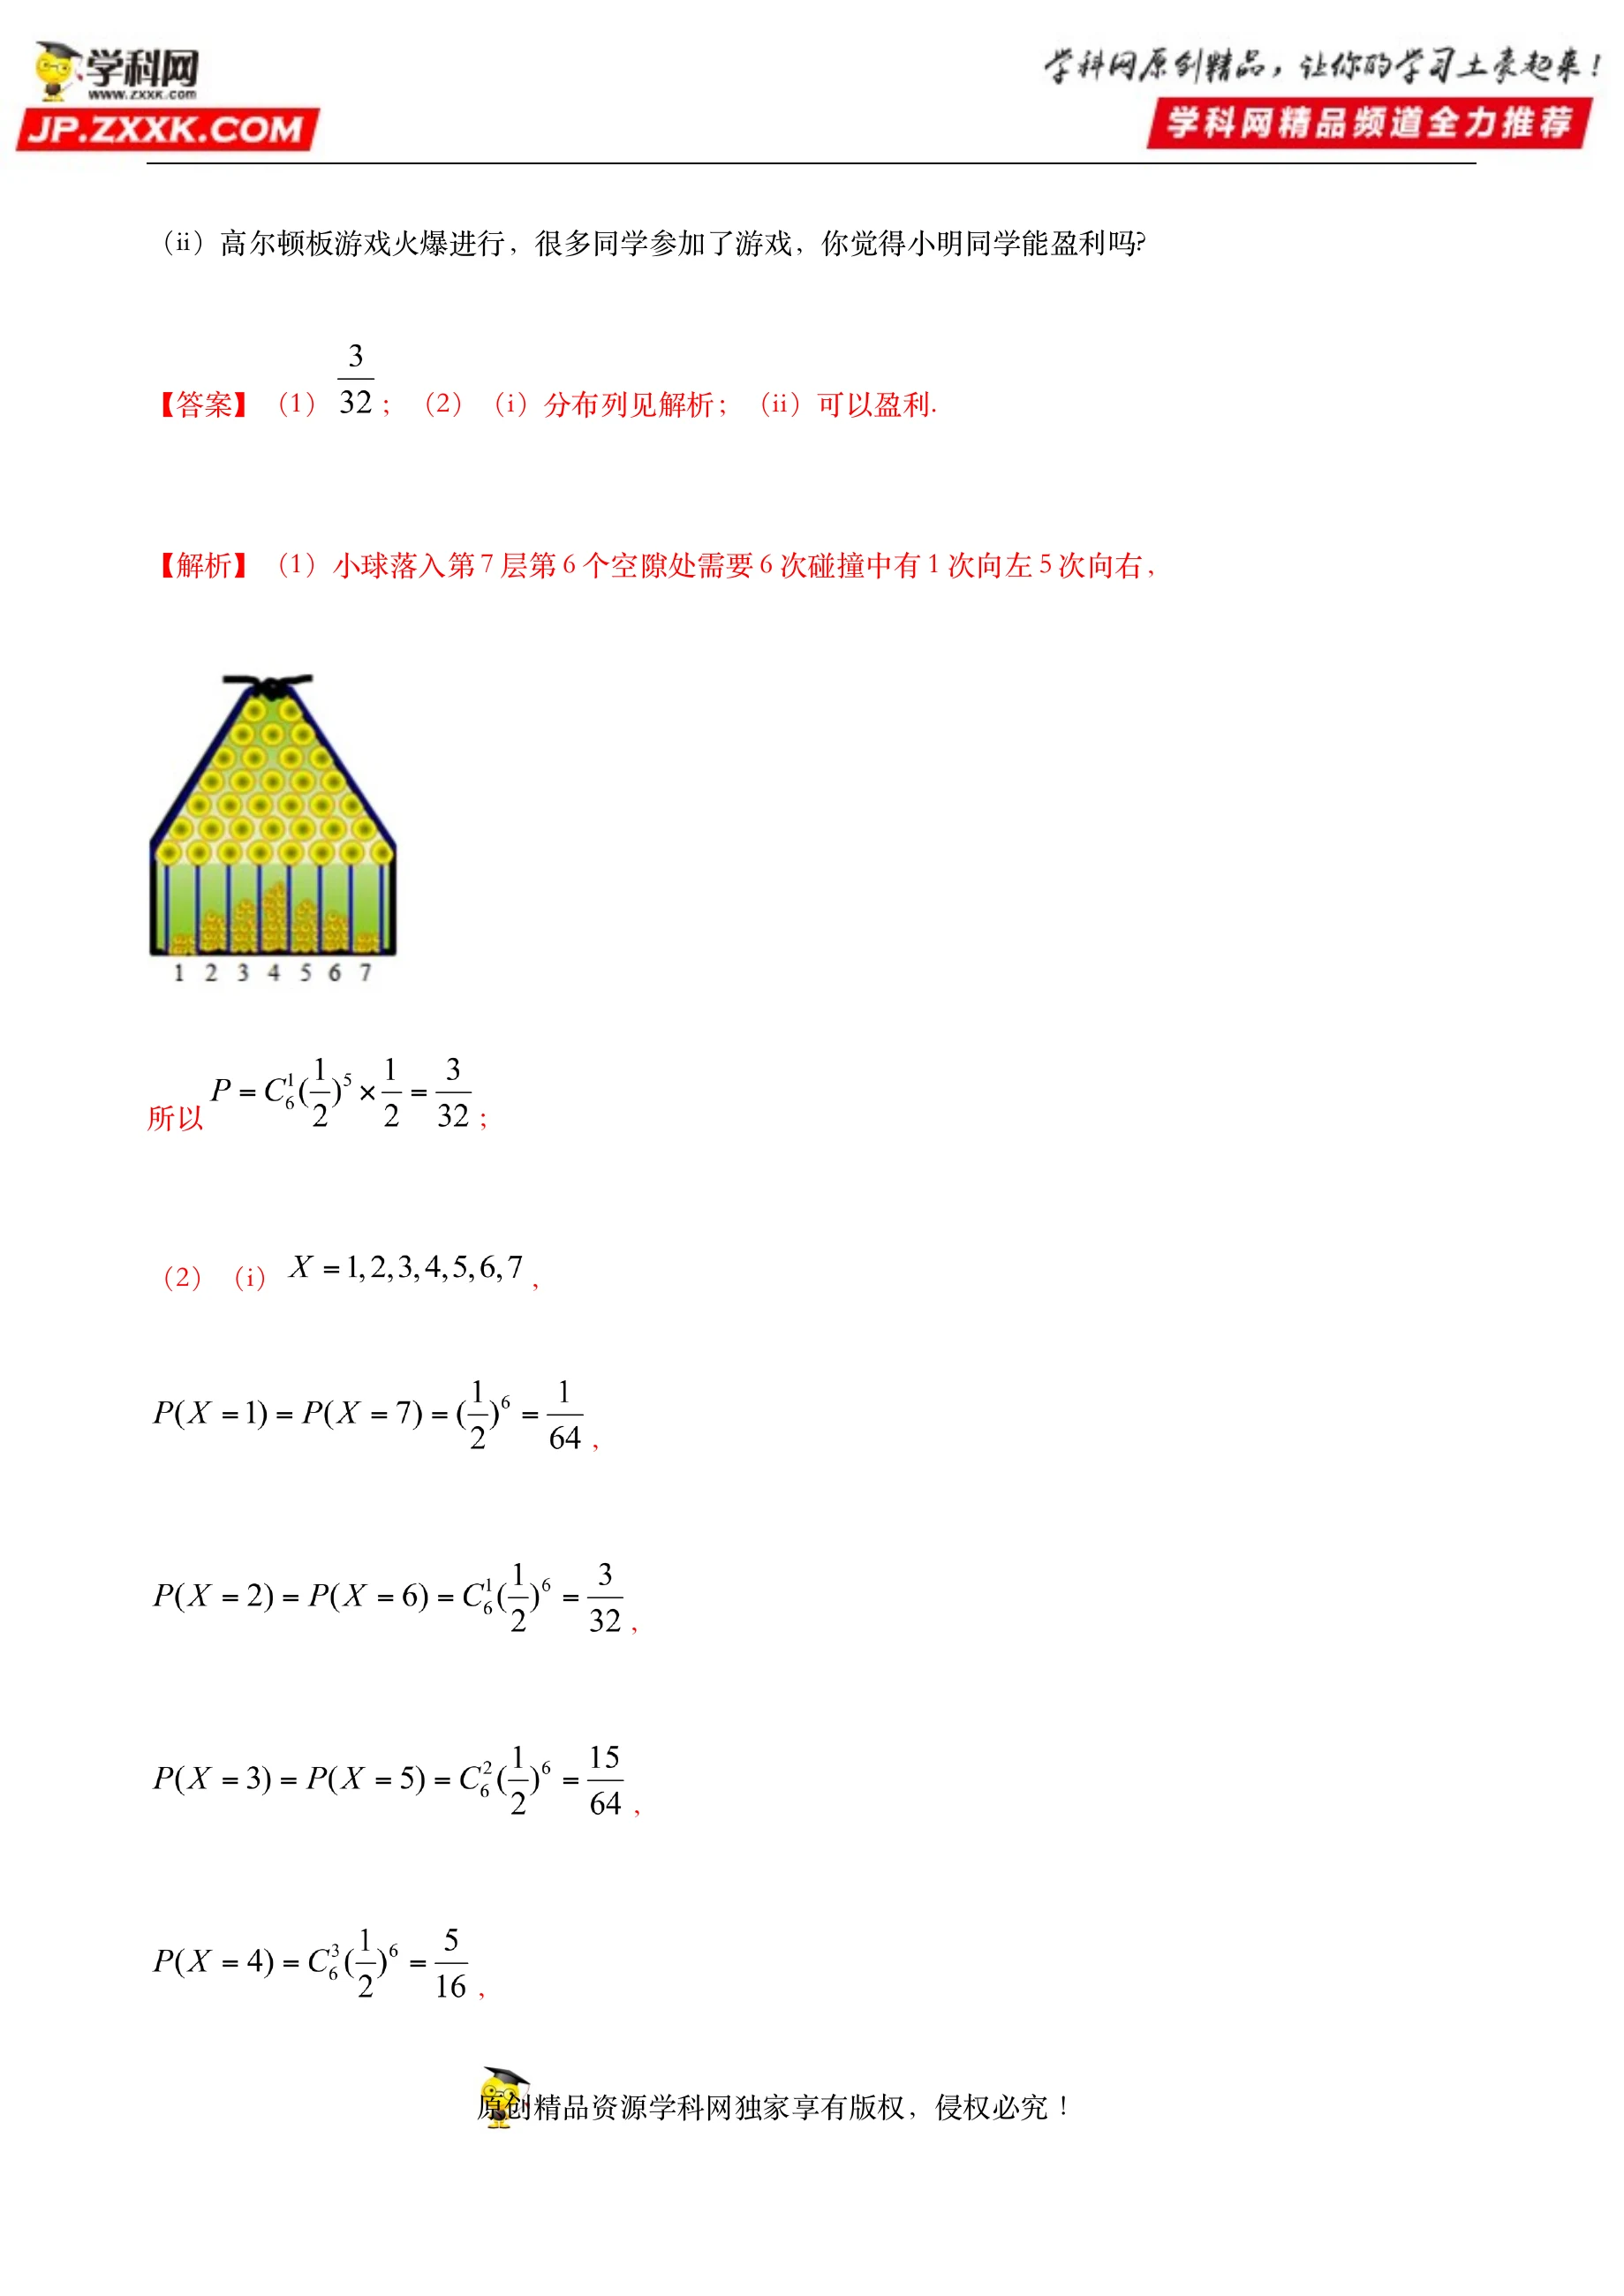 学科网
www.zxxk.com
JP.ZXXK.COM
学科网原创精品，让你的学习土豪起来！
学科网精品频道全力推荐
（ii）高尔顿板游戏火爆进行，很多同学参加了游戏，你觉得小明同学能盈利吗?
【答案】（1）3/32；（2）（i）分布列见解析；（ii）可以盈利.
【解析】（1）小球落入第 7 层第 6 个空隙处需要 6 次碰撞中有 1 次向左 5 次向右，
1 2 3 4 5 6 7
所以 P = C_6^1 (1/2)^5 × 1/2 = 3/32；
（2）（i） X = 1, 2, 3, 4, 5, 6, 7，
P(X = 1) = P(X = 7) = (1/2)^6 = 1/64，
P(X = 2) = P(X = 6) = C_6^1 (1/2)^6 = 3/32，
P(X = 3) = P(X = 5) = C_6^2 (1/2)^6 = 15/64，
P(X = 4) = C_6^3 (1/2)^6 = 5/16，
原创精品资源学科网独家享有版权，侵权必究！